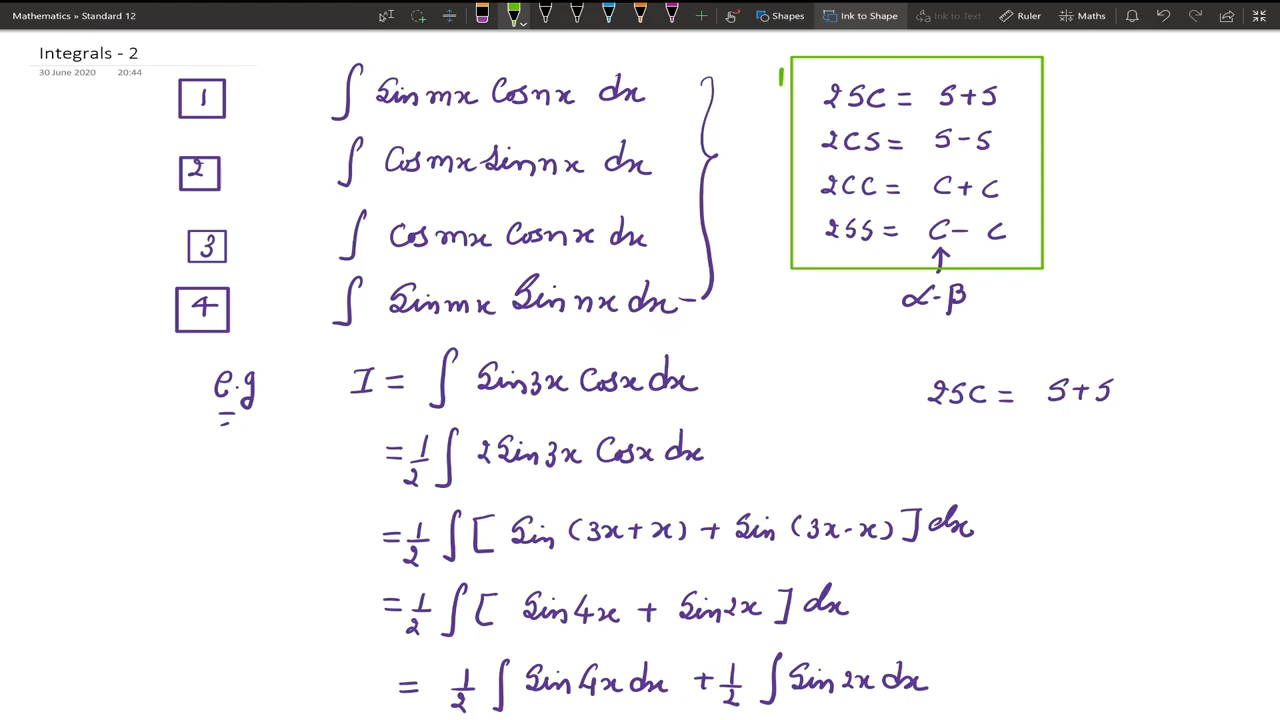 Mathematics » Standard 12
Shapes
Ink to Shape
Ink to Text
Ruler
Maths
Integrals - 2
30 June 2020 20:44
1 ∫ Sin mx Cos nx dx
2 ∫ Cos mx Sin nx dx
3 ∫ Cos mx Cos nx dx
4 ∫ Sin mx Sin nx dx
2SC = S+S
2CS = S-S
2CC = C+C
2SS = C- C
↑
α-β
e.g I = ∫ Sin3x Cosx dx
2SC = S+S
= 1/2 ∫ 2Sin3x Cosx dx
= 1/2 ∫ [ Sin (3x+x) + Sin (3x-x) ] dx
= 1/2 ∫ [ Sin4x + Sin2x ] dx
= 1/2 ∫ Sin4x dx + 1/2 ∫ Sin2x dx